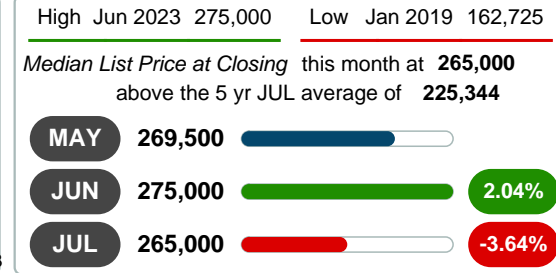 High Jun 2023 275,000 Low Jan 2019 162,725
Median List Price at Closing this month at 265,000
above the 5 yr JUL average of 225,344
MAY 269,500
JUN 275,000 2.04%
JUL 265,000 -3.64%